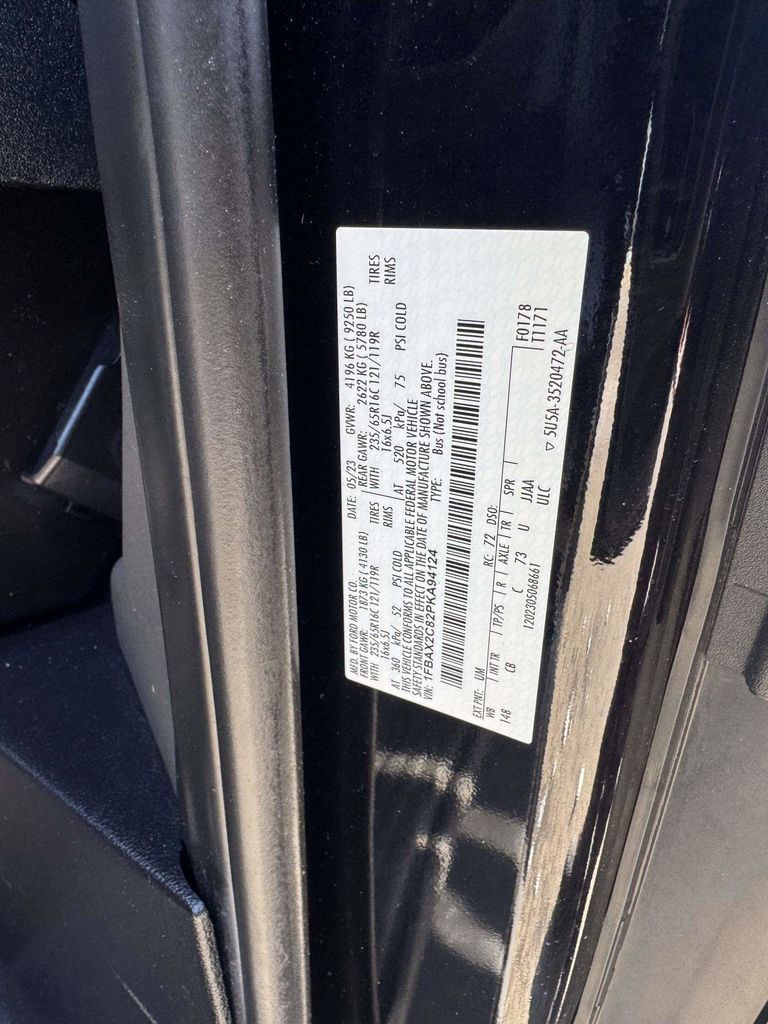 MFD. BY FORD MOTOR CO.
DATE: 05/23 GVWR: 4196 KG ( 9250 LB)
FRONT GAWR: 1873 KG ( 4130 LB) REAR GAWR: 2622 KG ( 5780 LB)
WITH 235/65R16C 121/119R TIRES WITH 235/65R16C 121/119R TIRES
16x6.5J RIMS 16x6.5J RIMS
AT 360 kPa/ 52 PSI COLD AT 520 kPa/ 75 PSI COLD
THIS VEHICLE CONFORMS TO ALL APPLICABLE FEDERAL MOTOR VEHICLE
SAFETY STANDARDS IN EFFECT ON THE DATE OF MANUFACTURE SHOWN ABOVE.
VIN: 1FBAX2C82PKA94124 TYPE: Bus (Not school bus)
EXT PNT: UM RC: 72 DSO:
WB INT TR TP/PS R AXLE TR SPR F0178
148 CB C 73 U JJAA IT1171
1202305068661 ULC
▽ 5U5A-3520472-AA